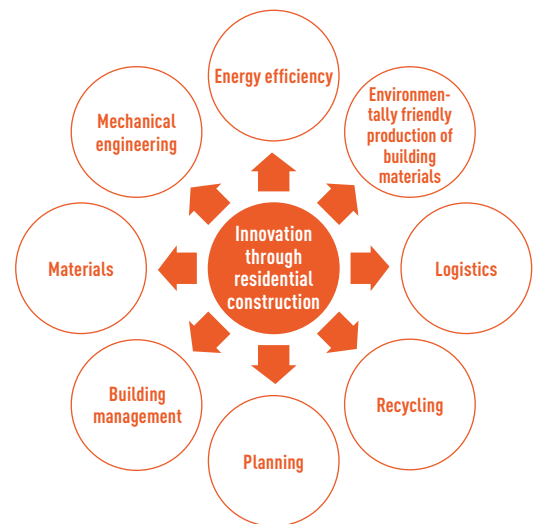 Energy efficiency
Environmen-
tally friendly
production of
building
materials
Mechanical
engineering
Innovation
through
residential
construction
Materials
Logistics
Building
management
Recycling
Planning